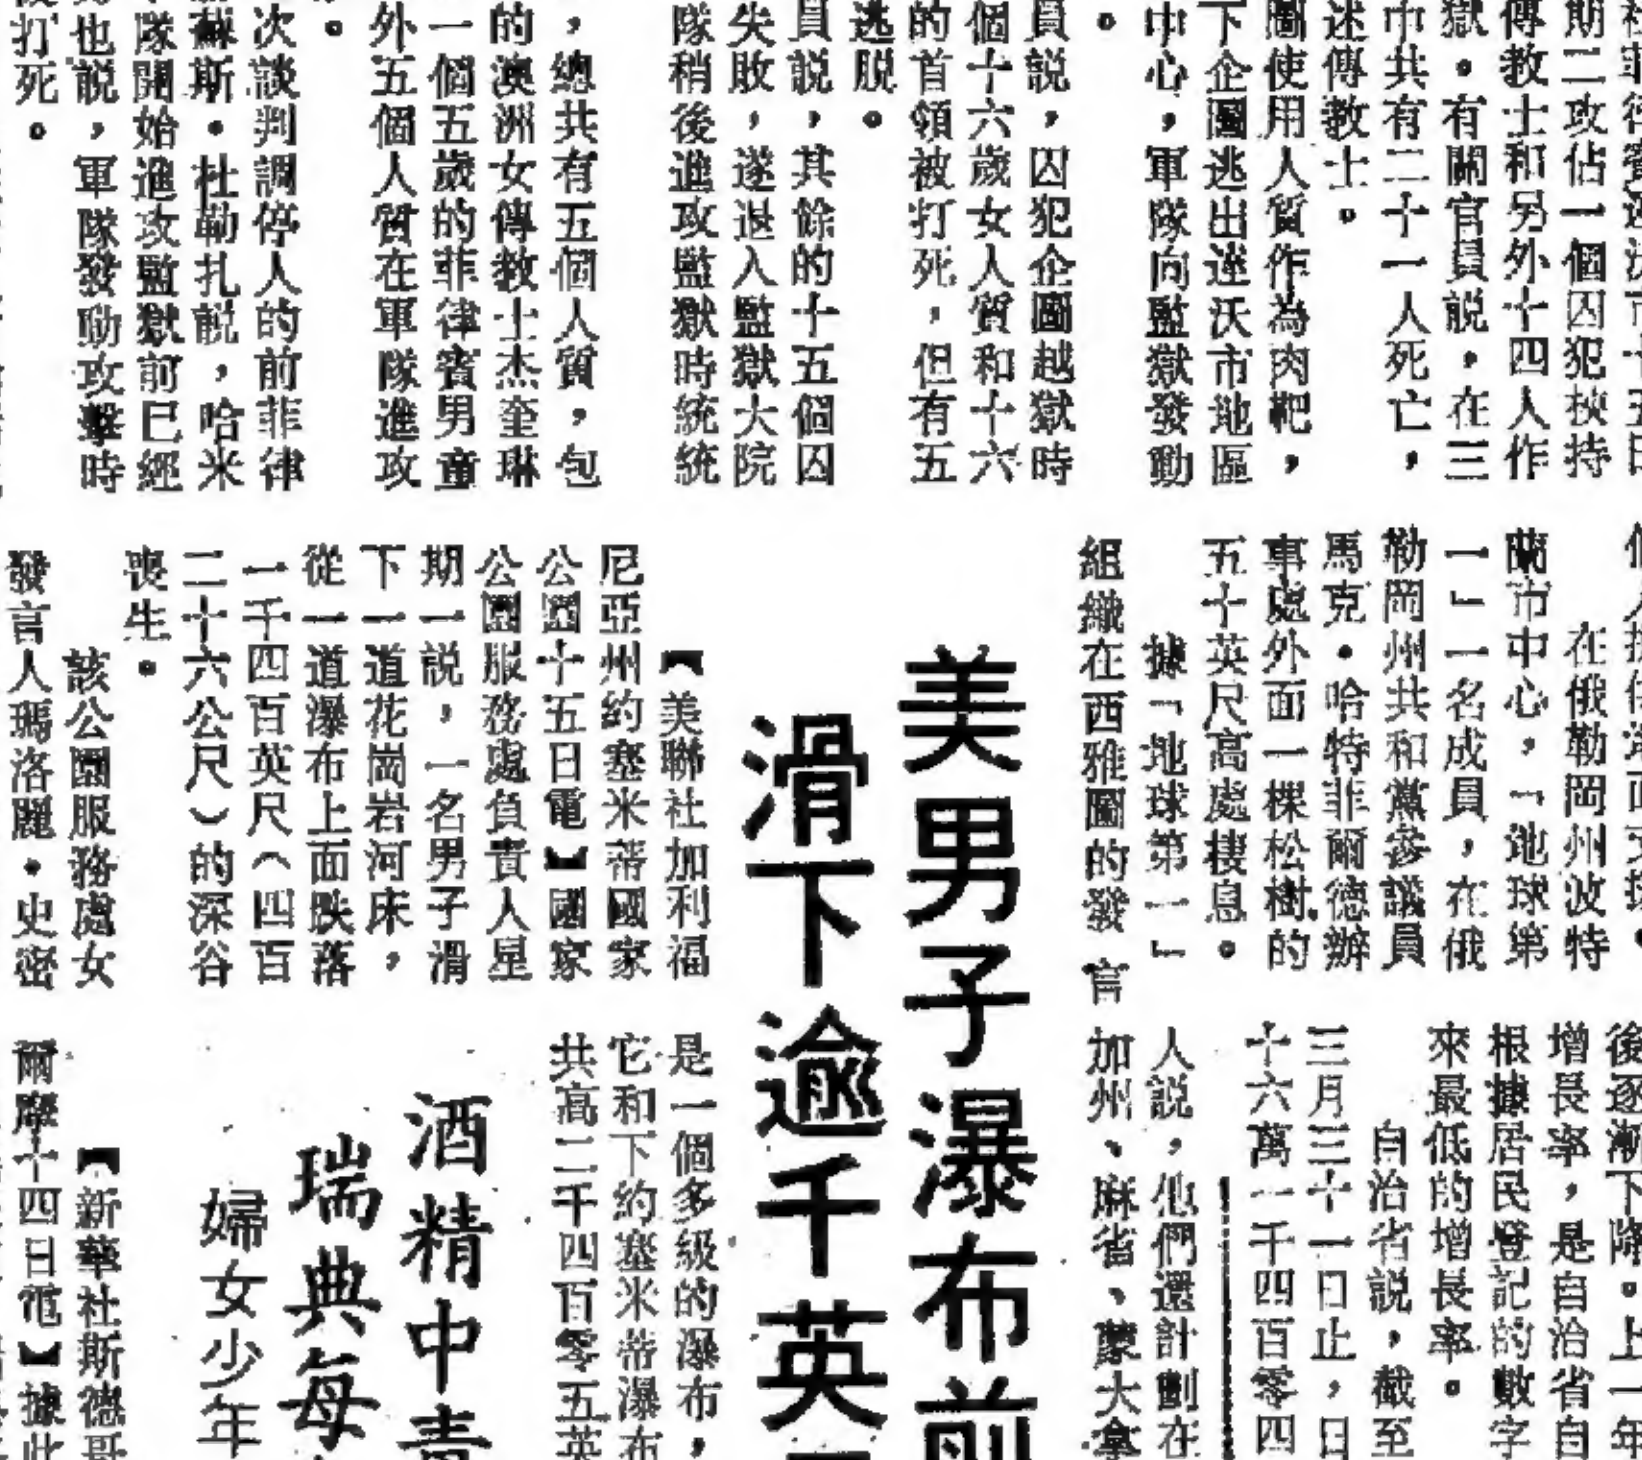 期二攻佔一個囚犯挾持
傳教士和另外十四人作
獄。有關官員説，在三
中共有二十一人死亡，
迷傳教士。
圖使用人質作為肉靶，
下企圖逃出達沃市地區
中心，軍隊向監獄發動
。
員説，囚犯企圖越獄時
個十六歲女人質和十六
的首領被打死，但有五
逃脱。
員説，其餘的十五個囚
失敗，遂退入監獄大院
隊稍後進攻監獄時統統
，總共有五個人質，包
的澳洲女傳教士杰奎琳
一個五歲的菲律賓男童
外五個人質在軍隊進攻
。
次談判調停人的前菲律
蘇斯·杜勒扎説，哈米
隊開始進攻監獄前已經
也説，軍隊發動攻擊時
打死。
在俄勒岡州波特
蘭市中心，「地球第
一」一名成員，在俄
勒岡州共和黨參議員
馬克·哈特菲爾德辦
事處外面一棵松樹的
五十英尺高處棲息。
據「地球第一」
組織在西雅圖的發言
人説，他們還計劃在
加州、麻省、蒙大拿
美男子瀑布前
滑下逾千英
【美聯社加利福
尼亞州約塞米蒂國家
公園十五日電】國家
公園服務處負責人星
期一説，一名男子滑
下一道花崗岩河床，
從一道瀑布上面跌落
一千四百英尺（四百
二十六公尺）的深谷
喪生。
該公園服務處女
發言人瑪洛麗·史密
是一個多級的瀑布，
它和下約塞米蒂瀑布
共高二千四百零五英
後逐漸下降。上一年
增長率，是自治省自
根據居民登記的數字
來最低的增長率。
自治省説，截至
三月三十一日止，日
十六萬一千四百零四
酒精中毒
瑞典每
婦女少年
【新華社斯德哥
爾摩十四日電】據此